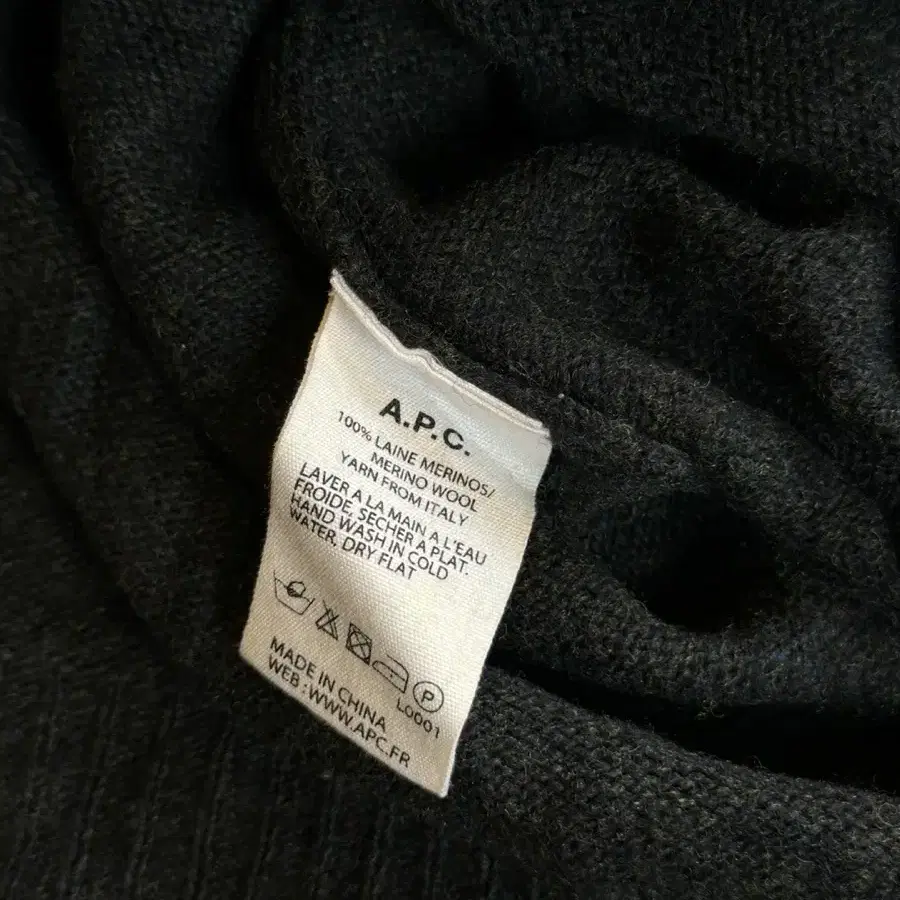 A.P.C.
100% LAINE MERINOS/
MERINO WOOL
YARN FROM ITALY
LAVER A LA MAIN A L'EAU
FROIDE. SECHER A PLAT.
HAND WASH IN COLD
WATER. DRY FLAT
P
L0001
MADE IN CHINA
WEB :WWW.APC.FR